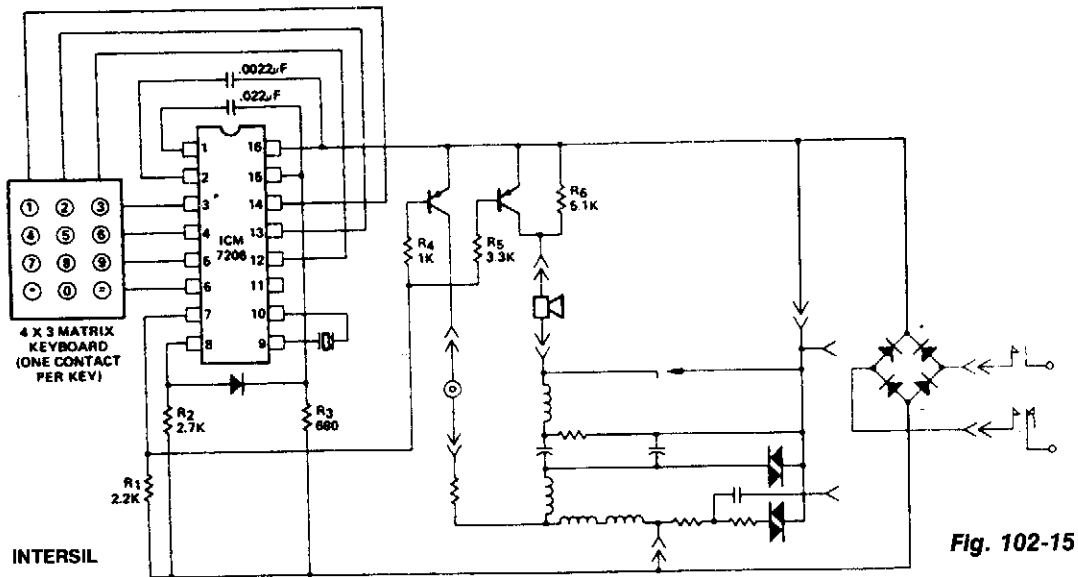 .0022µF
.022µF
1 16
2 15
3 14
4 13
5 12
6 11
7 10
8 9
ICM
7206
1 2 3
4 5 6
7 8 9
* 0 =
4 X 3 MATRIX
KEYBOARD
(ONE CONTACT
PER KEY)
R4
1K
R5
3.3K
R6
5.1K
R2
2.7K
R3
680
R1
2.2K
INTERSIL
Fig. 102-15